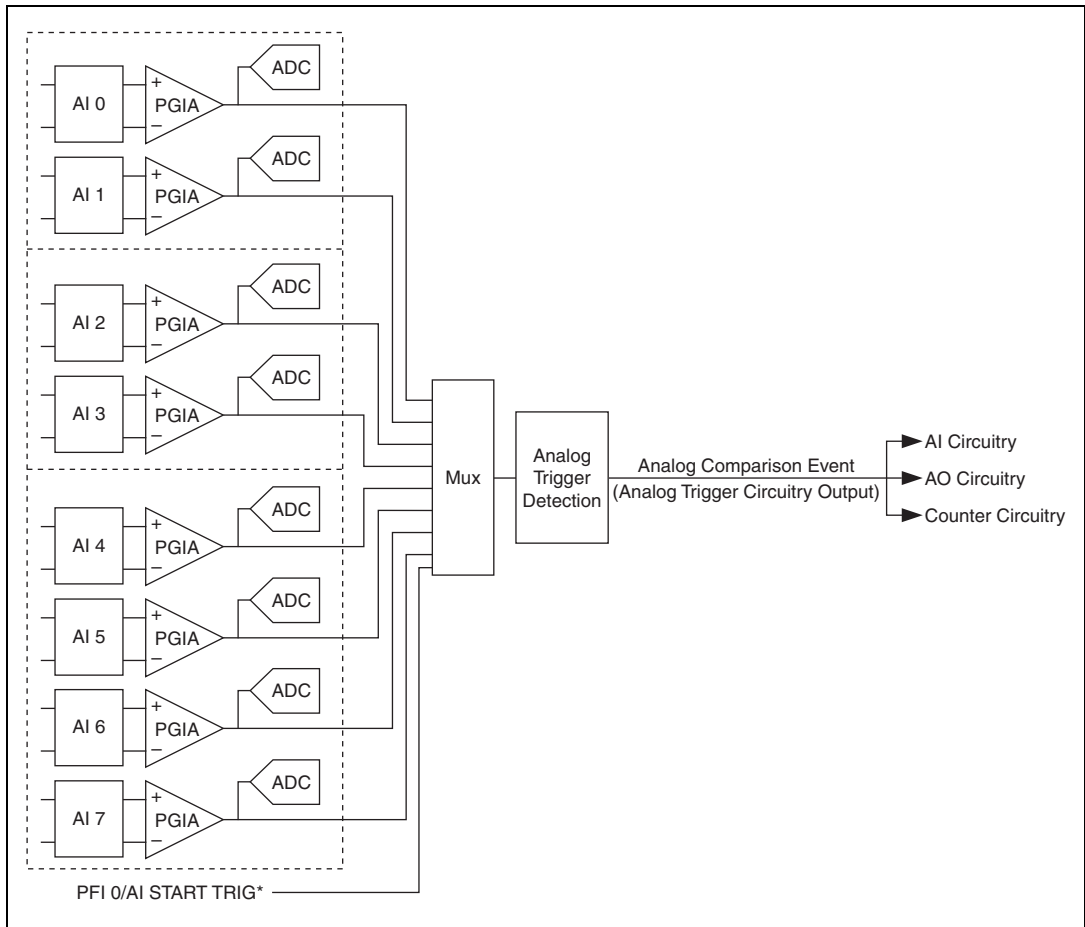 ADC
AI 0
+
PGIA
–
ADC
AI 1
+
PGIA
–
ADC
AI 2
+
PGIA
–
ADC
AI 3
+
PGIA
–
ADC
AI 4
+
PGIA
–
ADC
AI 5
+
PGIA
–
ADC
AI 6
+
PGIA
–
ADC
AI 7
+
PGIA
–
PFI 0/AI START TRIG*
Mux
Analog
Trigger
Detection
Analog Comparison Event
(Analog Trigger Circuitry Output)
AI Circuitry
AO Circuitry
Counter Circuitry